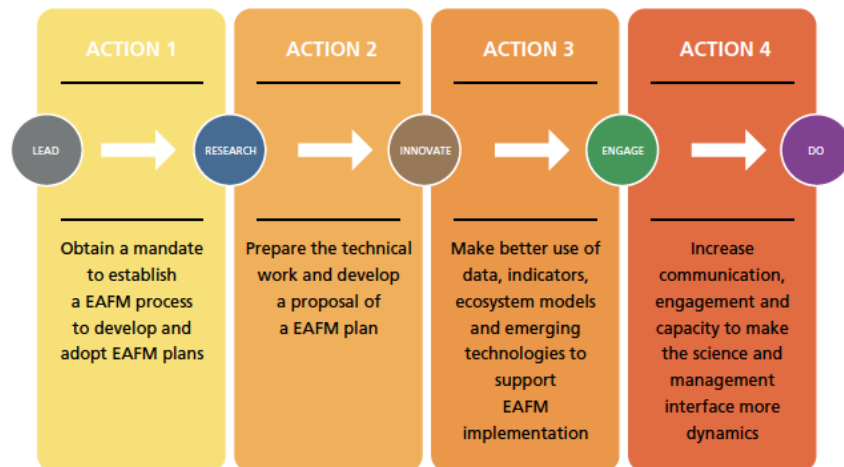 ACTION 1
ACTION 2
ACTION 3
ACTION 4
LEAD
RESEARCH
INNOVATE
ENGAGE
DO
Obtain a mandate
to establish
a EAFM process
to develop and
adopt EAFM plans
Prepare the technical
work and develop
a proposal of
a EAFM plan
Make better use of
data, indicators,
ecosystem models
and emerging
technologies to
support
EAFM
implementation
Increase
communication,
engagement and
capacity to make
the science and
management
interface more
dynamics